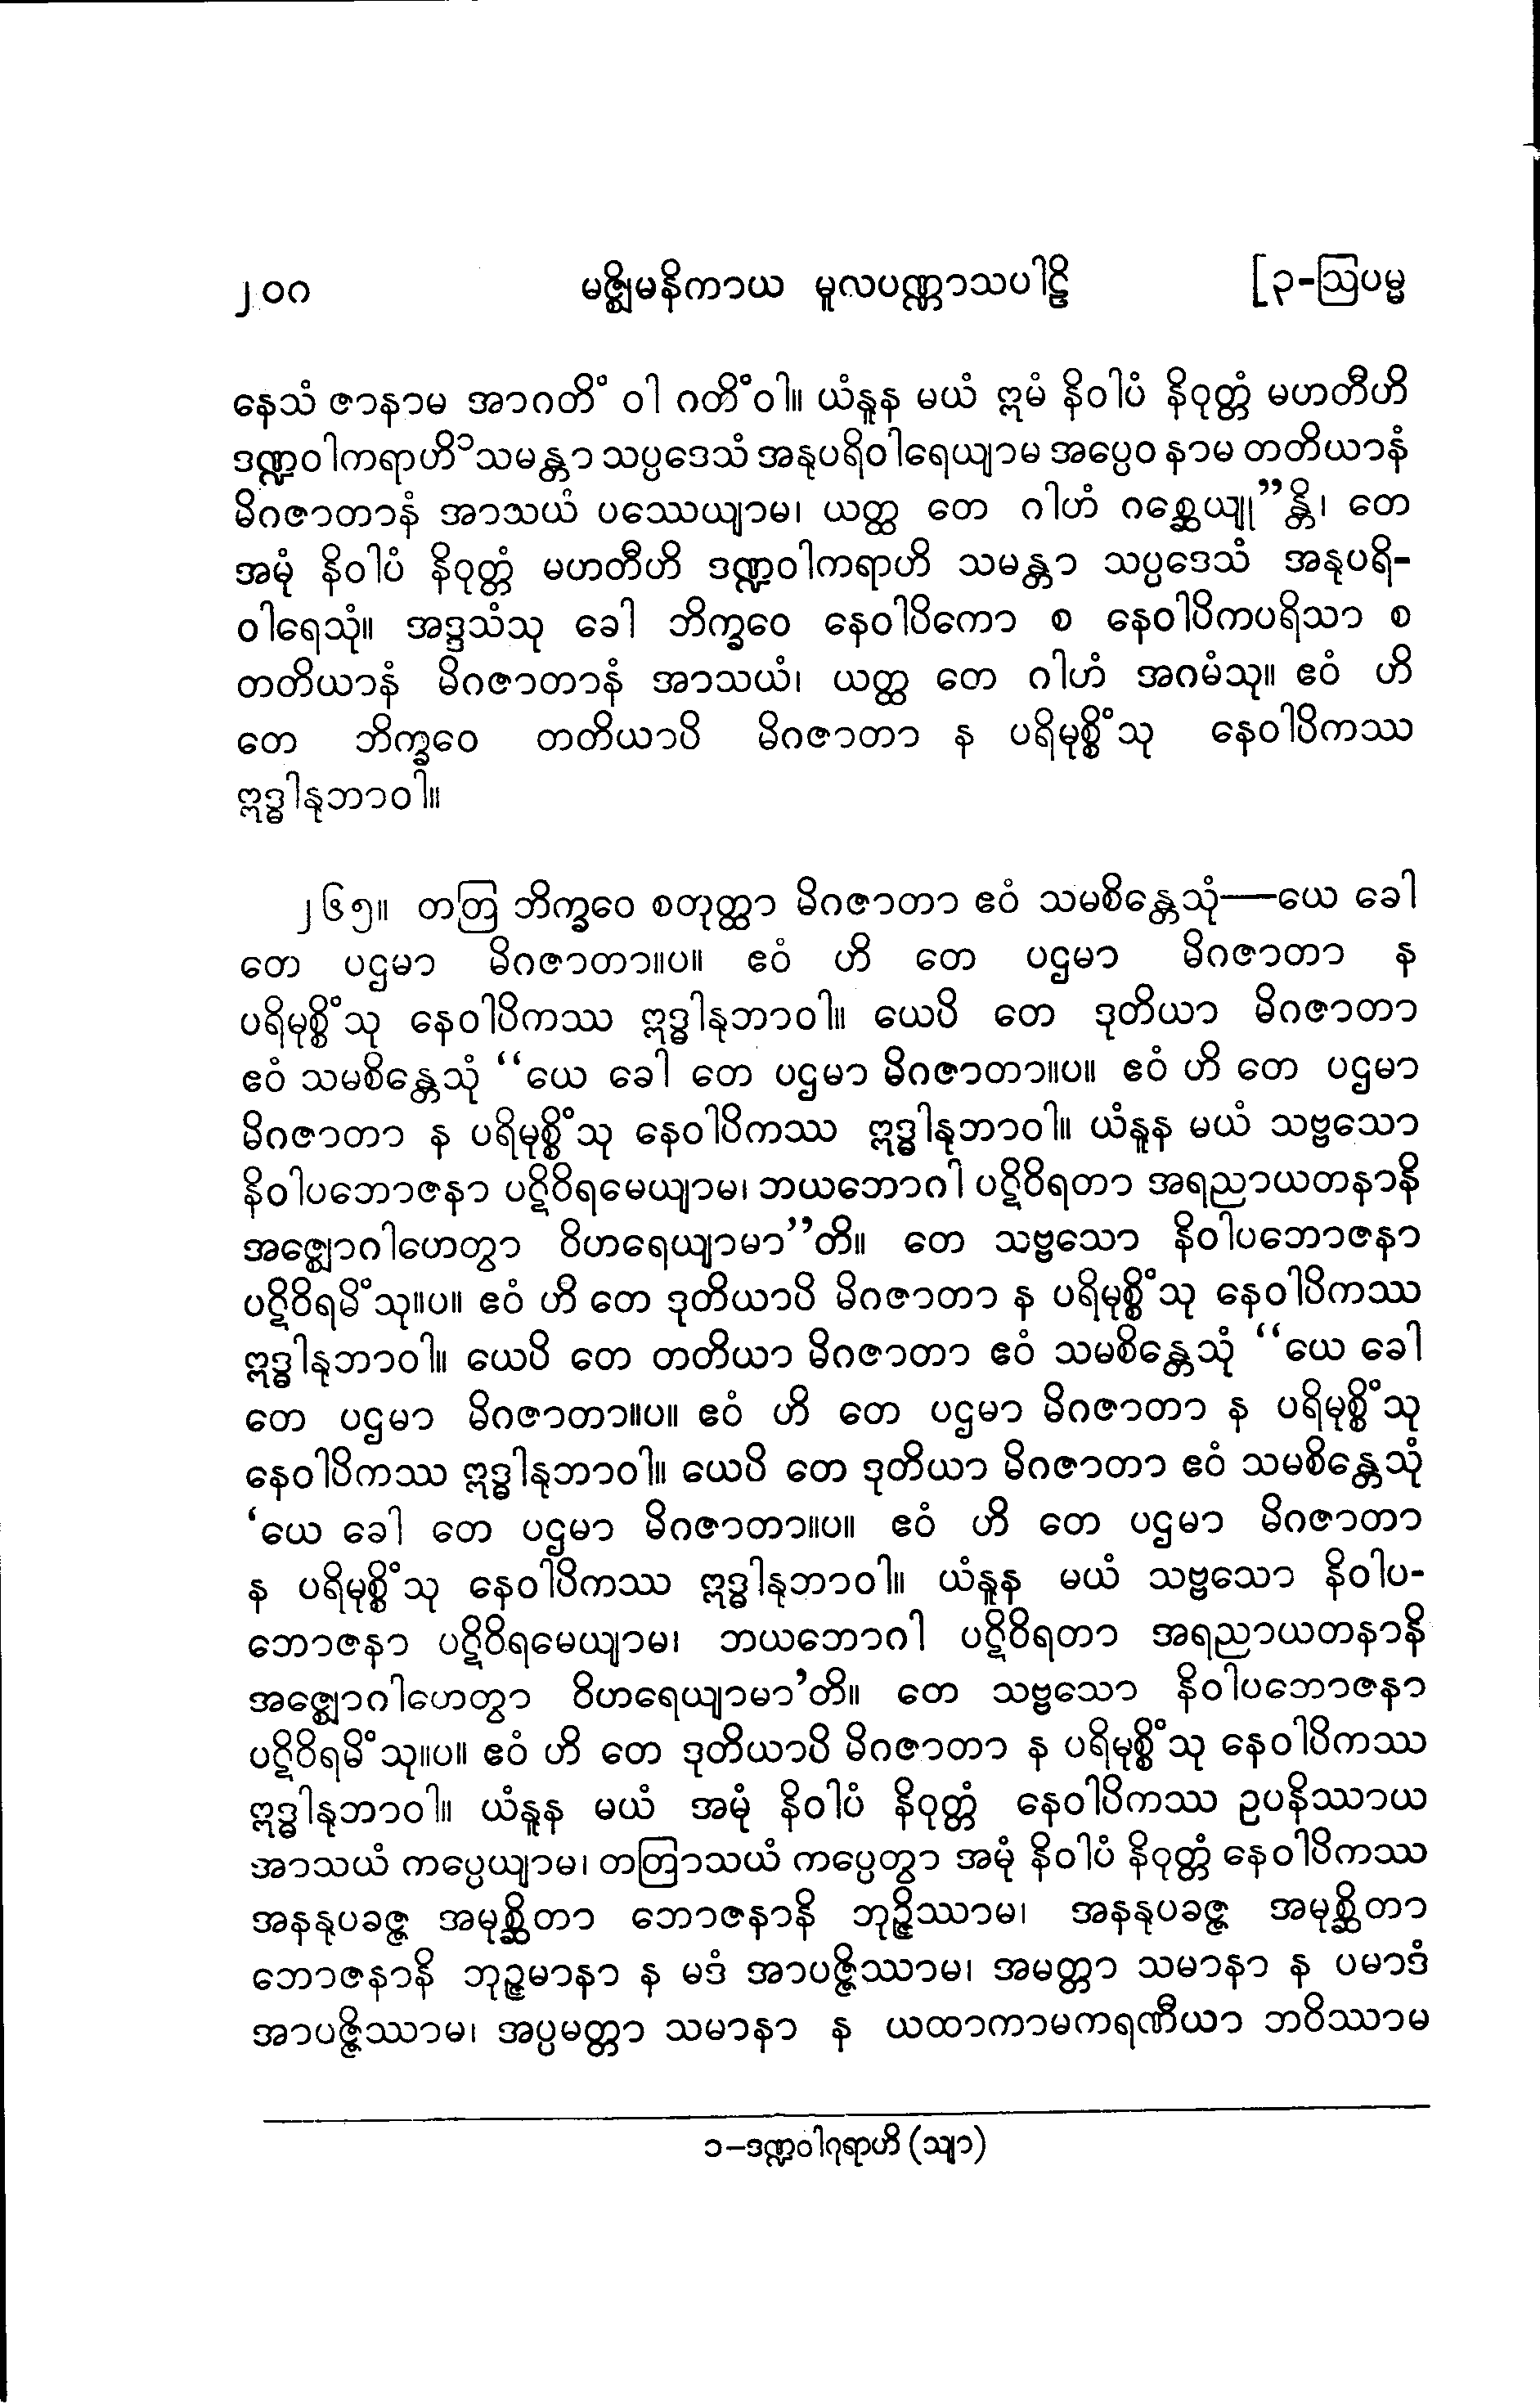 ၂၀၈ မဇ္ဈိမနိကာယ မူလပဏ္ဏာသပါဠိ [၃-ဩပမ္မ
နေသံ ဇာနာမ အာဂတိံ ဝါ ဂတိံဝါ။ ယံနူန မယံ ဣမံ နိဝါပံ နိဝုတ္တံ မဟတီဟိ
ဒဏ္ဍဝါကရာဟိ၁သမန္တာ သပ္ပဒေသံ အနုပရိဝါရေယျာမ အပ္ပေဝ နာမ တတိယာနံ
မိဂဇာတာနံ အာသယံ ပဿေယျာမ၊ ယတ္ထ တေ ဂါဟံ ဂစ္ဆေယျု”န္တိ၊ တေ
အမုံ နိဝါပံ နိဝုတ္တံ မဟတီဟိ ဒဏ္ဍဝါကရာဟိ သမန္တာ သပ္ပဒေသံ အနုပရိ-
ဝါရေသုံ။ အဒ္ဒသံသု ခေါ ဘိက္ခဝေ နေဝါပိကော စ နေဝါပိကပရိသာ စ
တတိယာနံ မိဂဇာတာနံ အာသယံ၊ ယတ္ထ တေ ဂါဟံ အဂမံသု။ ဧဝံ ဟိ
တေ ဘိက္ခဝေ တတိယာပိ မိဂဇာတာ န ပရိမုစ္စိံသု နေဝါပိကဿ
ဣဒ္ဓါနုဘာဝါ။
၂၆၅။ တတြ ဘိက္ခဝေ စတုတ္ထာ မိဂဇာတာ ဧဝံ သမစိန္တေသုံ—ယေ ခေါ
တေ ပဌမာ မိဂဇာတာ။ပ။ ဧဝံ ဟိ တေ ပဌမာ မိဂဇာတာ န
ပရိမုစ္စိံသု နေဝါပိကဿ ဣဒ္ဓါနုဘာဝါ။ ယေပိ တေ ဒုတိယာ မိဂဇာတာ
ဧဝံ သမစိန္တေသုံ “ယေ ခေါ တေ ပဌမာ မိဂဇာတာ။ပ။ ဧဝံ ဟိ တေ ပဌမာ
မိဂဇာတာ န ပရိမုစ္စိံသု နေဝါပိကဿ ဣဒ္ဓါနုဘာဝါ။ ယံနူန မယံ သဗ္ဗသော
နိဝါပဘောဇနာ ပဋိဝိရမေယျာမ၊ ဘယဘောဂါ ပဋိဝိရတာ အရညာယတနာနိ
အဇ္ဈောဂါဟေတွာ ဝိဟရေယျာမာ”တိ။ တေ သဗ္ဗသော နိဝါပဘောဇနာ
ပဋိဝိရမိံသု။ပ။ ဧဝံ ဟိ တေ ဒုတိယာပိ မိဂဇာတာ န ပရိမုစ္စိံသု နေဝါပိကဿ
ဣဒ္ဓါနုဘာဝါ။ ယေပိ တေ တတိယာ မိဂဇာတာ ဧဝံ သမစိန္တေသုံ “ယေ ခေါ
တေ ပဌမာ မိဂဇာတာ။ပ။ ဧဝံ ဟိ တေ ပဌမာ မိဂဇာတာ န ပရိမုစ္စိံသု
နေဝါပိကဿ ဣဒ္ဓါနုဘာဝါ။ ယေပိ တေ ဒုတိယာ မိဂဇာတာ ဧဝံ သမစိန္တေသုံ
‘ယေ ခေါ တေ ပဌမာ မိဂဇာတာ။ပ။ ဧဝံ ဟိ တေ ပဌမာ မိဂဇာတာ
န ပရိမုစ္စိံသု နေဝါပိကဿ ဣဒ္ဓါနုဘာဝါ။ ယံနူန မယံ သဗ္ဗသော နိဝါပ-
ဘောဇနာ ပဋိဝိရမေယျာမ၊ ဘယဘောဂါ ပဋိဝိရတာ အရညာယတနာနိ
အဇ္ဈောဂါဟေတွာ ဝိဟရေယျာမာ’တိ။ တေ သဗ္ဗသော နိဝါပဘောဇနာ
ပဋိဝိရမိံသု။ပ။ ဧဝံ ဟိ တေ ဒုတိယာပိ မိဂဇာတာ န ပရိမုစ္စိံသု နေဝါပိကဿ
ဣဒ္ဓါနုဘာဝါ။ ယံနူန မယံ အမုံ နိဝါပံ နိဝုတ္တံ နေဝါပိကဿ ဥပနိဿာယ
အာသယံ ကပ္ပေယျာမ၊ တတြာသယံ ကပ္ပေတွာ အမုံ နိဝါပံ နိဝုတ္တံ နေဝါပိကဿ
အနနုပခဇ္ဇ အမုစ္ဆိတာ ဘောဇနာနိ ဘုဉ္ဇိဿာမ၊ အနနုပခဇ္ဇ အမုစ္ဆိတာ
ဘောဇနာနိ ဘုဉ္ဇမာနာ န မဒံ အာပဇ္ဇိဿာမ၊ အမတ္တာ သမာနာ န ပမာဒံ
အာပဇ္ဇိဿာမ၊ အပ္ပမတ္တာ သမာနာ န ယထာကာမကရဏီယာ ဘဝိဿာမ
၁–ဒဏ္ဍဝါဂုရာဟိ (သျာ)